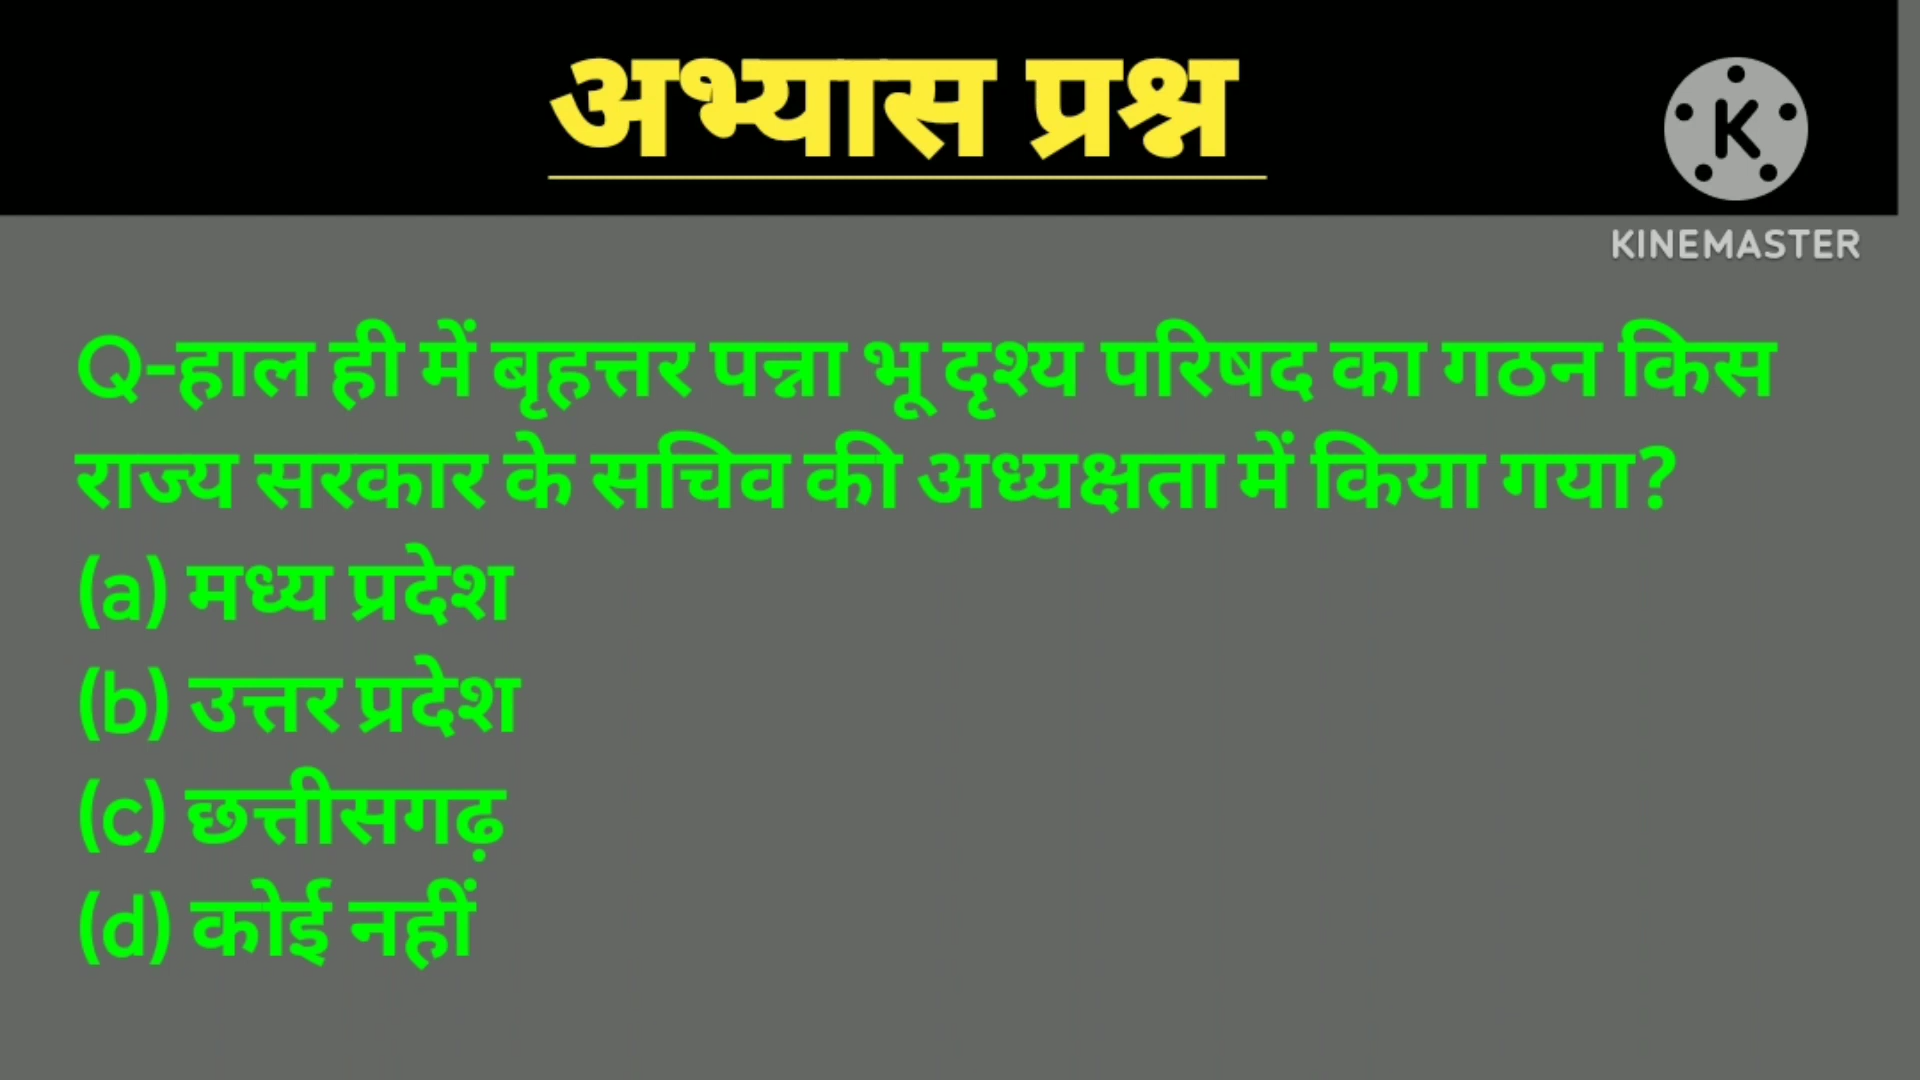 अभ्यास प्रश्न
K
KINEMASTER
Q-हाल ही में बृहत्तर पन्ना भू दृश्य परिषद का गठन किस
राज्य सरकार के सचिव की अध्यक्षता में किया गया?
(a) मध्य प्रदेश
(b) उत्तर प्रदेश
(c) छत्तीसगढ़
(d) कोई नहीं